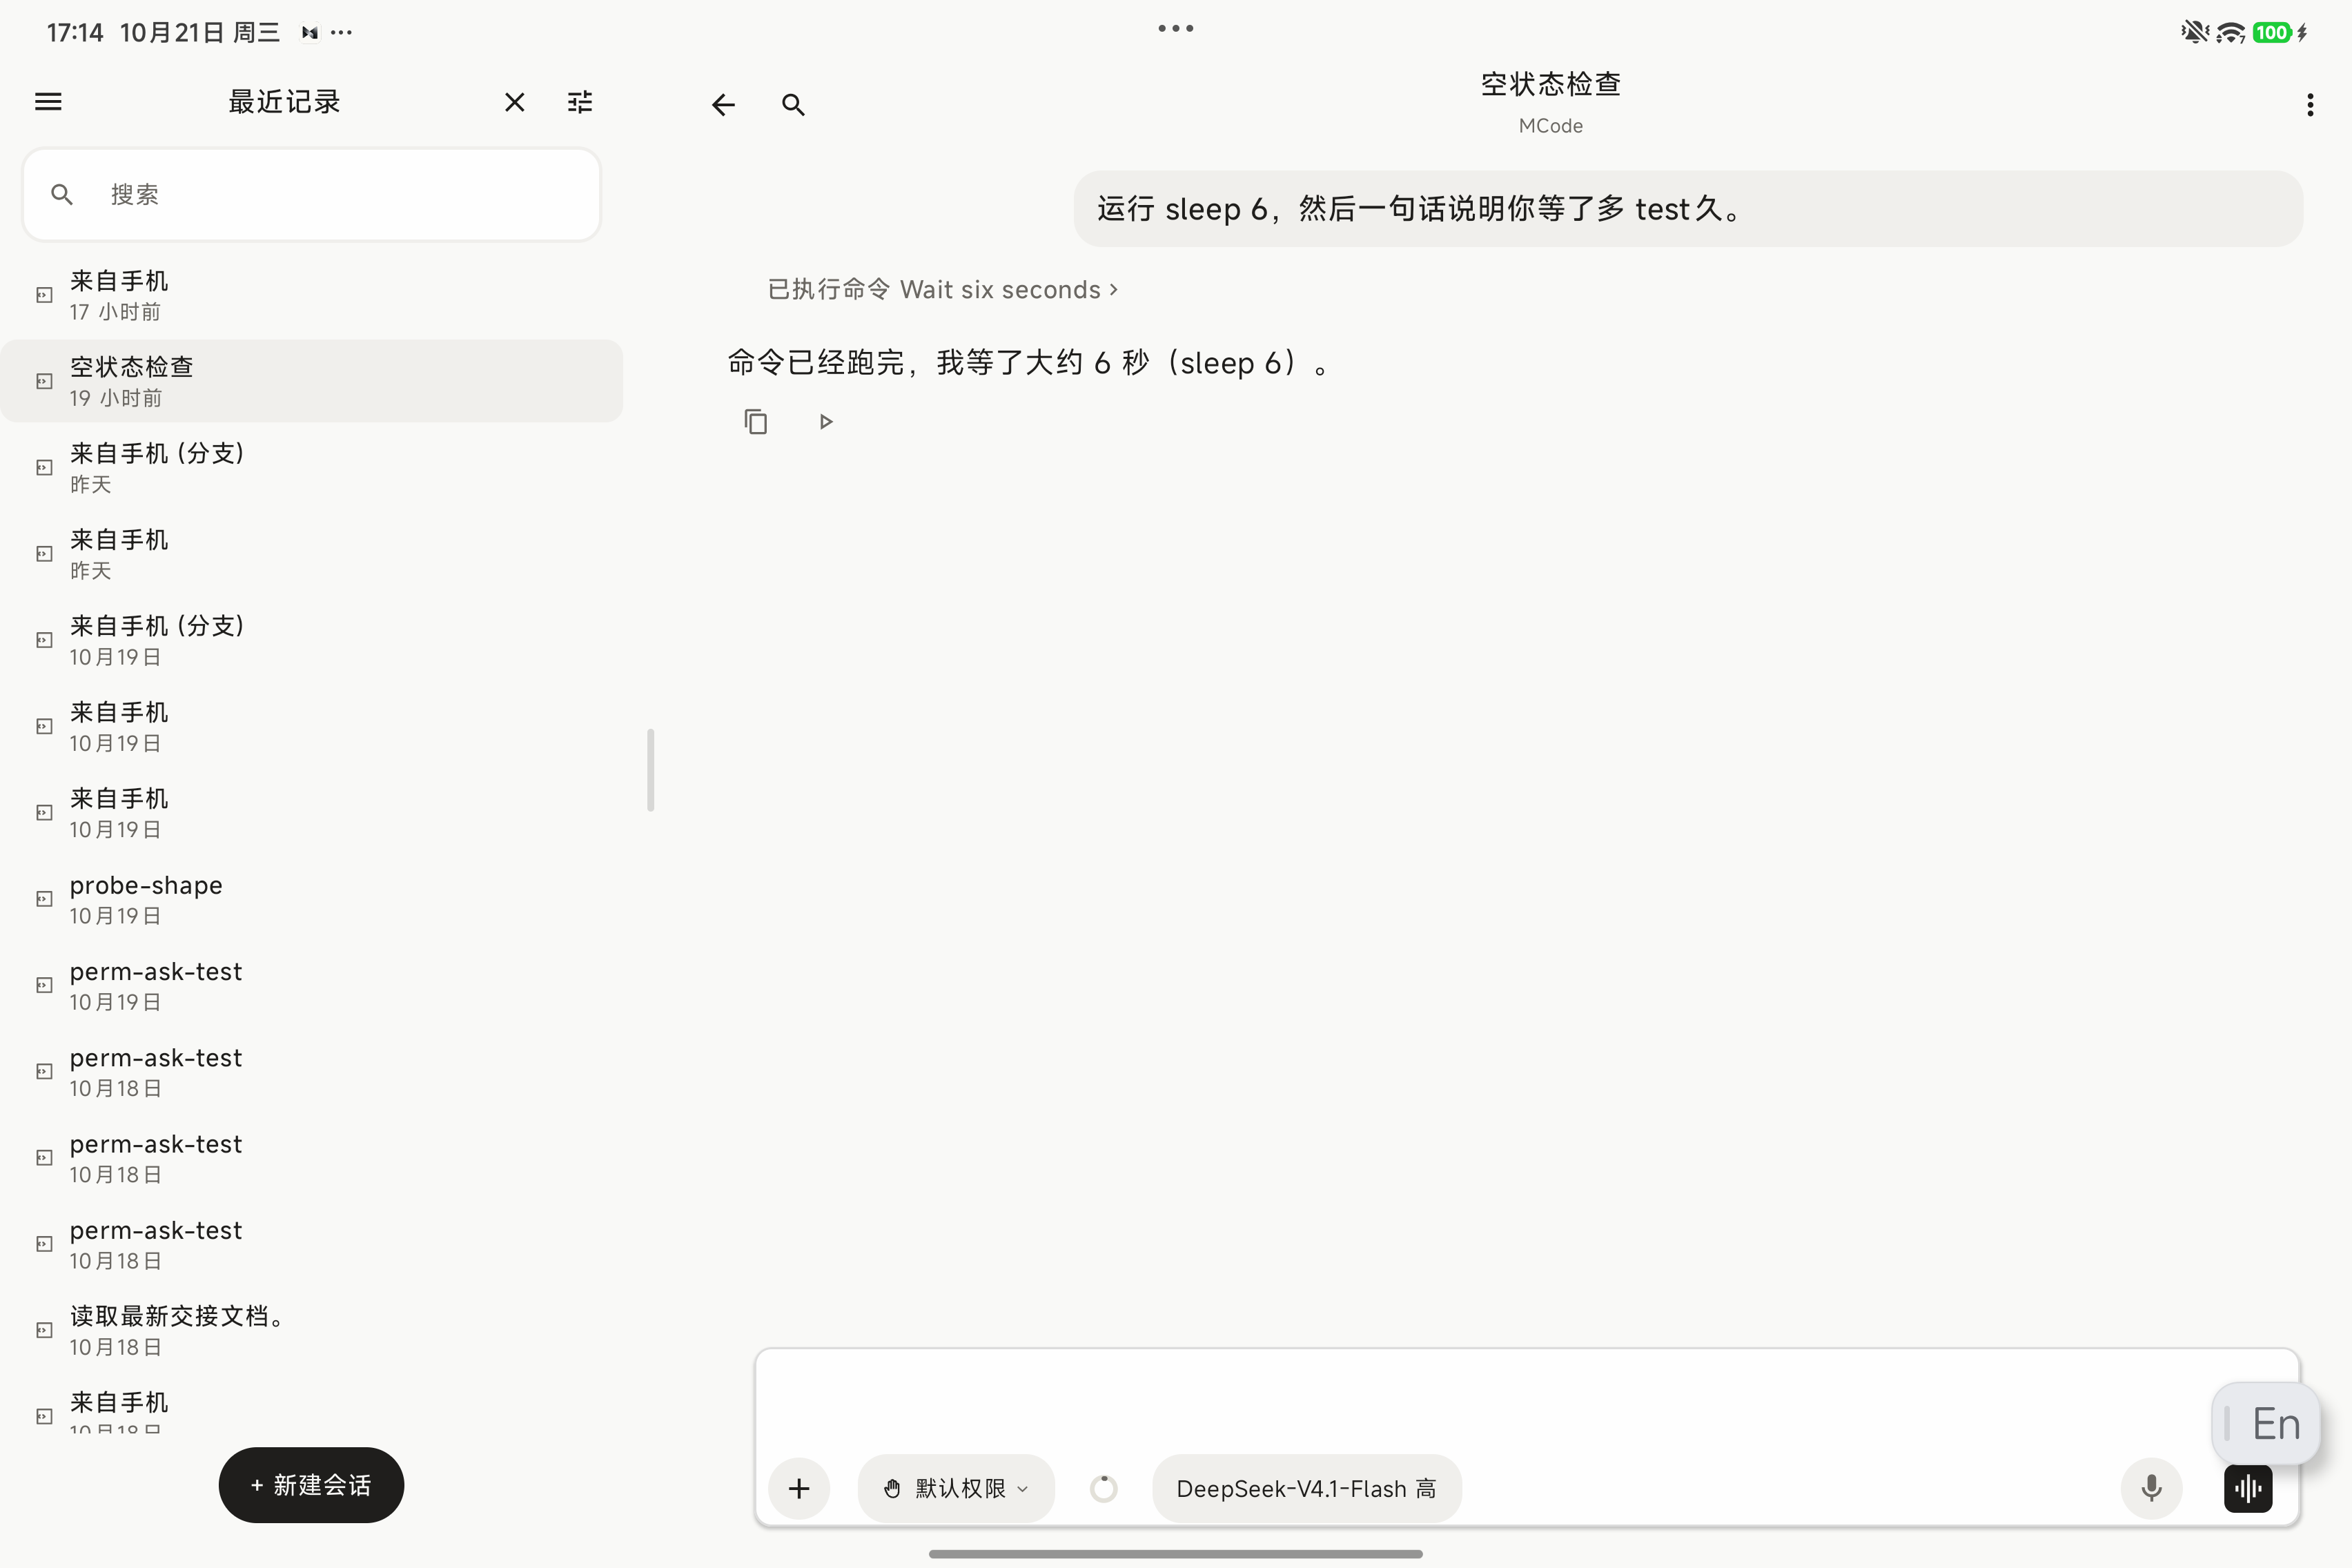 17:14 10月21日 周三
100
最近记录
搜索
来自手机
17 小时前
空状态检查
19 小时前
来自手机 (分支)
昨天
来自手机
昨天
来自手机 (分支)
10月19日
来自手机
10月19日
来自手机
10月19日
probe-shape
10月19日
perm-ask-test
10月19日
perm-ask-test
10月18日
perm-ask-test
10月18日
perm-ask-test
10月18日
读取最新交接文档。
10月18日
来自手机
10月18日
+ 新建会话
空状态检查
MCode
运行 sleep 6，然后一句话说明你等了多 test久。
已执行命令 Wait six seconds
命令已经跑完，我等了大约 6 秒（sleep 6）。
默认权限
DeepSeek-V4.1-Flash 高
En